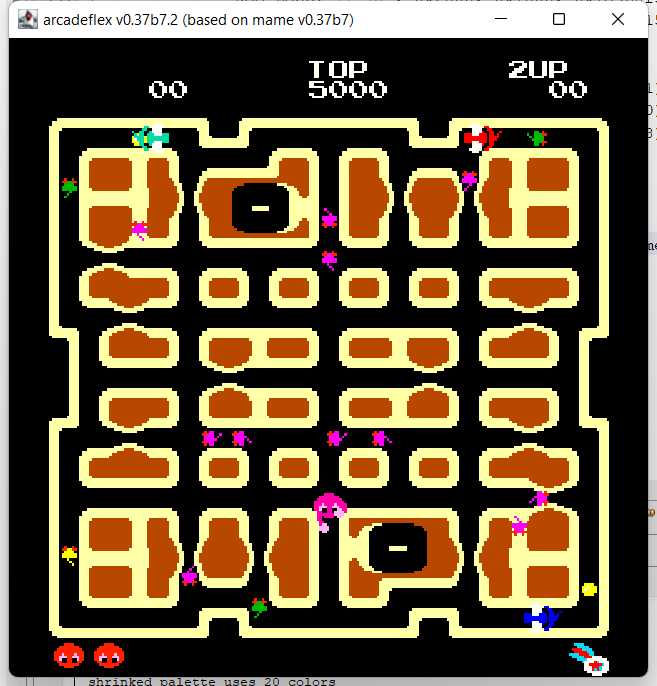 arcadeflex v0.37b7.2 (based on mame v0.37b7)
TOP 2UP
00 5000 00
shrinked palette uses 20 colors